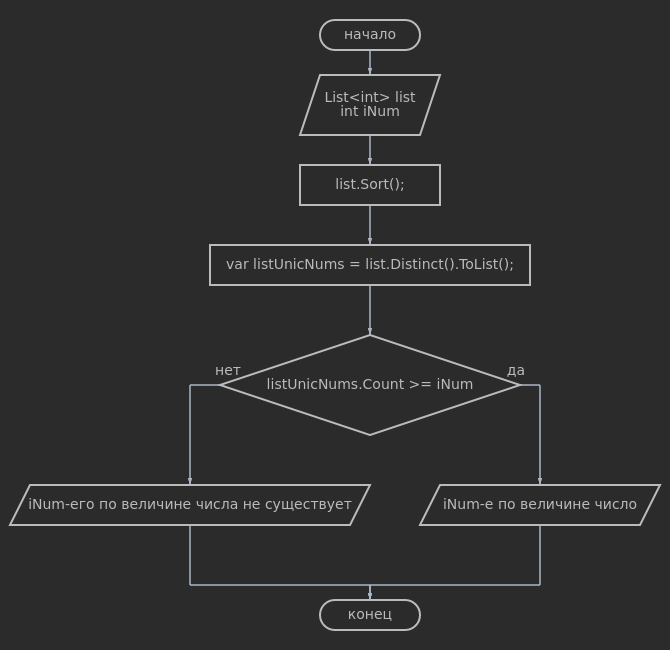 начало
List<int> list
int iNum
list.Sort();
var listUnicNums = list.Distinct().ToList();
нет
да
listUnicNums.Count >= iNum
iNum-его по величине числа не существует
iNum-е по величине число
конец